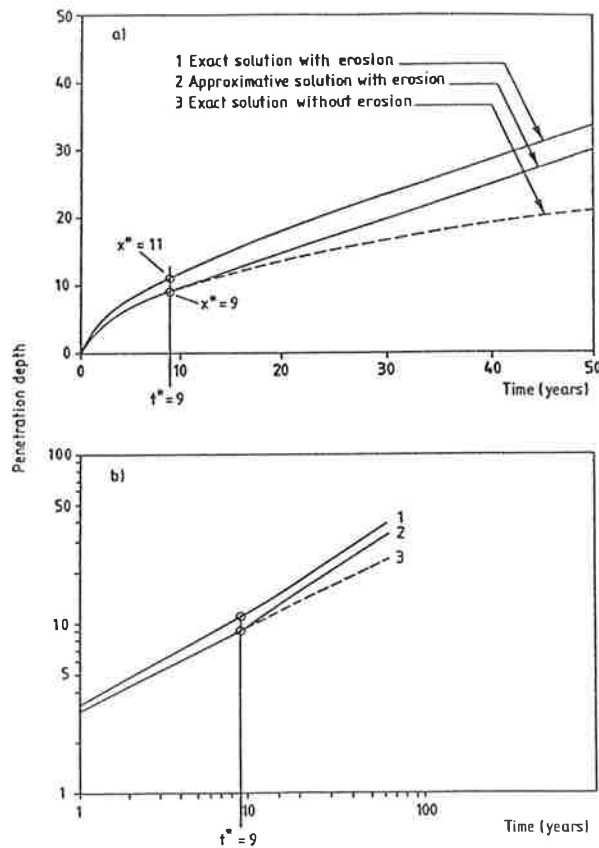 50
a)
1 Exact solution with erosion
2 Approximative solution with erosion
3 Exact solution without erosion
40
30
20
x* = 11
10
x* = 9
0
0 10 20 30 40 50
t* = 9
Time (years)
Penetration depth
100
b)
50
1
2
3
10
5
1
1 10 100
t* = 9
Time (years)